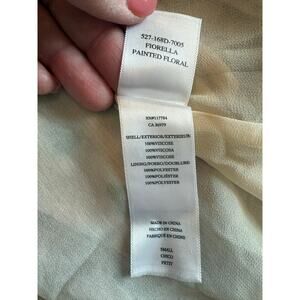 527-168D-7005
FIORELLA
PAINTED FLORAL
RN#117784
CA 36979
SHELL/EXTERIOR/EXTERIEUR:
100%VISCOSE
100%VISCOSA
100%VISCOSE
LINING/FORRO/DOUBLURE
100%POLYESTER
100%POLIÉSTER
100%POLYESTER
MADE IN CHINA
HECHO EN CHINA
FABRIQUÉ EN CHINE
SMALL
CHICO
PETIT